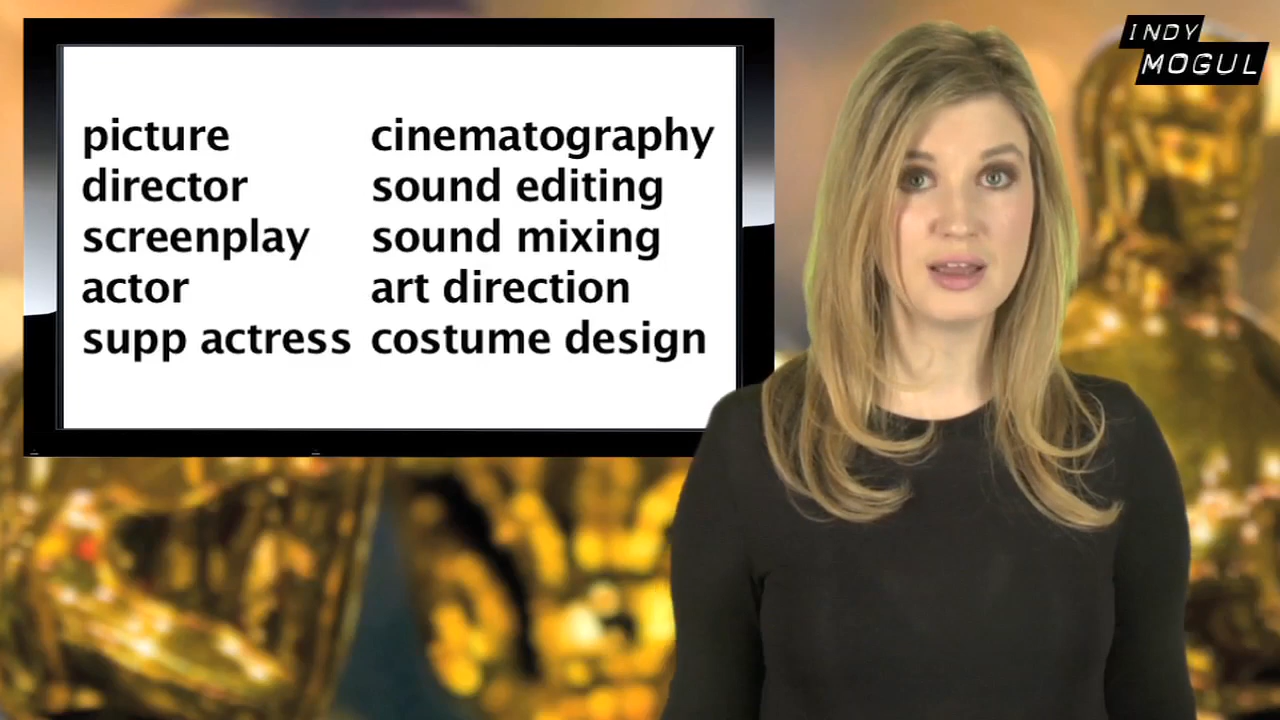 picture
director
screenplay
actor
supp actress
cinematography
sound editing
sound mixing
art direction
costume design
INDY
MOGUL